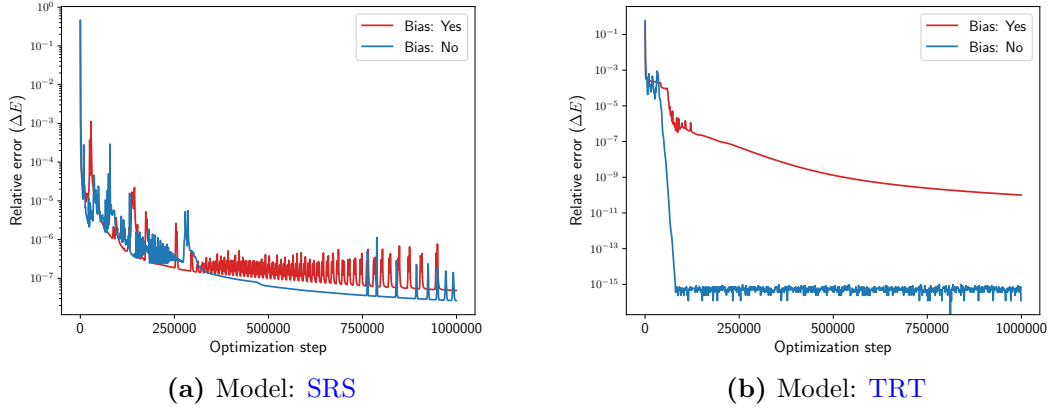 10^0
10^-1
10^-2
10^-3
10^-4
10^-5
10^-6
10^-7
Relative error (ΔE)
Bias: Yes
Bias: No
0
250000
500000
750000
1000000
Optimization step
(a) Model: SRS
10^-1
10^-3
10^-5
10^-7
10^-9
10^-11
10^-13
10^-15
Relative error (ΔE)
Bias: Yes
Bias: No
0
250000
500000
750000
1000000
Optimization step
(b) Model: TRT